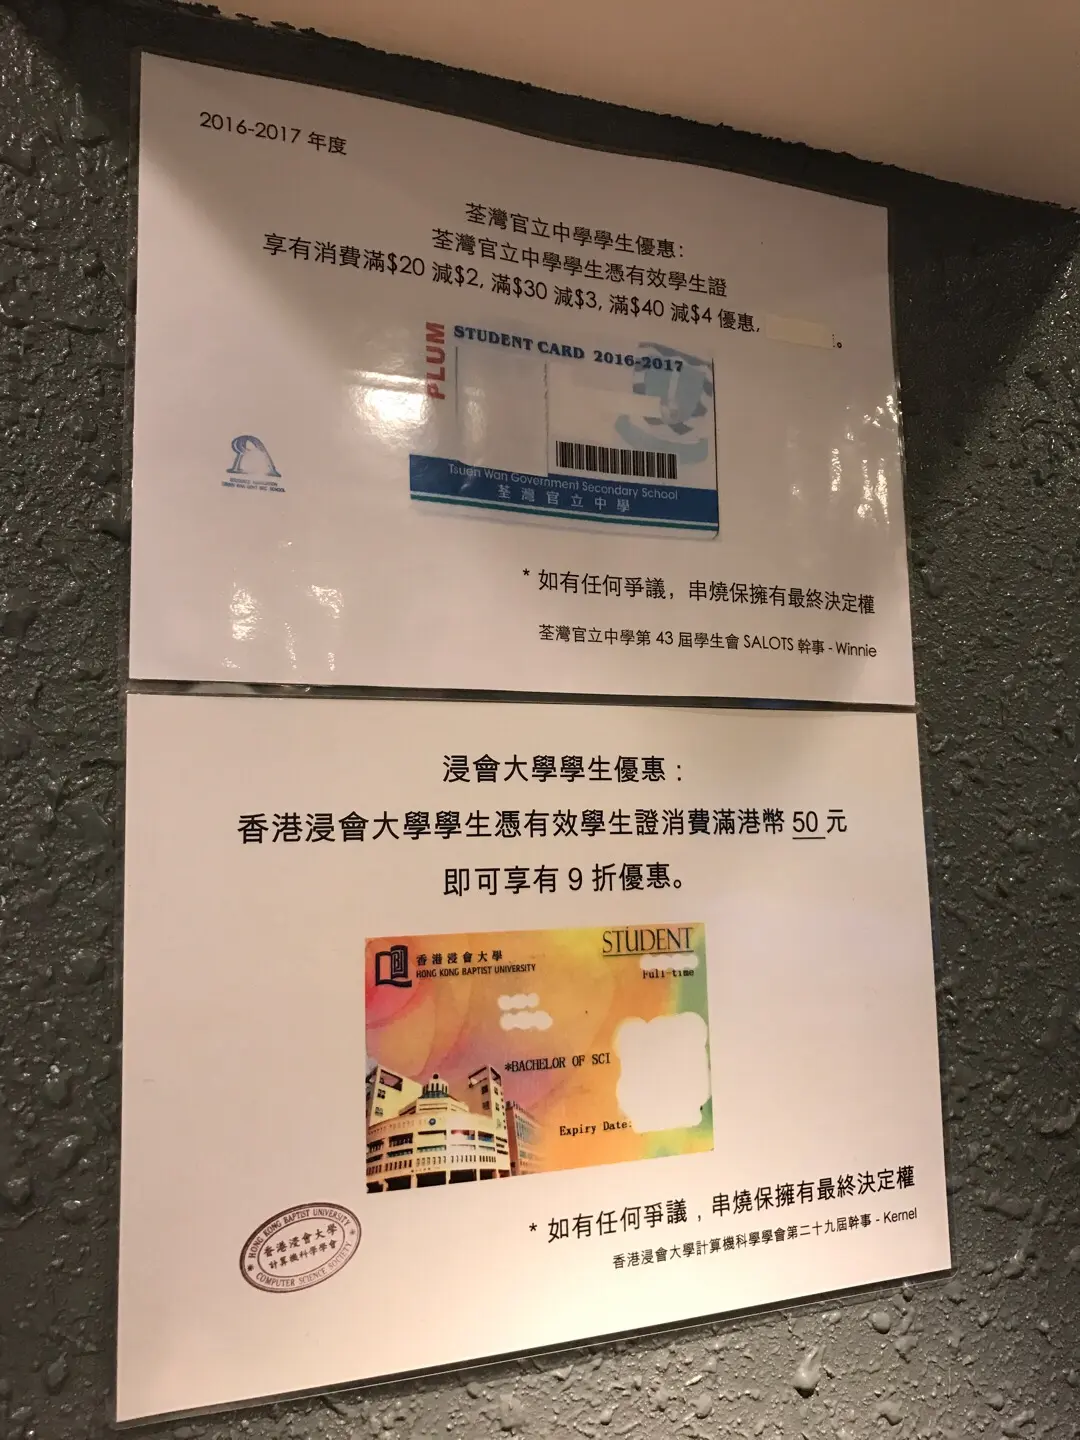 2016-2017 年度
荃灣官立中學學生優惠：
荃灣官立中學學生憑有效學生證
享有消費滿$20 減$2, 滿$30 減$3, 滿$40 減$4 優惠,
。
PLUM
STUDENT CARD 2016-2017
Tsuen Wan Government Secondary School
荃灣官立中學
* 如有任何爭議，串燒保擁有最終決定權
荃灣官立中學第 43 屆學生會 SALOTS 幹事 - Winnie
浸會大學學生優惠：
香港浸會大學學生憑有效學生證消費滿港幣 50 元
即可享有 9 折優惠。
香港浸會大學
HONG KONG BAPTIST UNIVERSITY
STUDENT
Full-time
*BACHELOR OF SCI
Expiry Date:
* 如有任何爭議，串燒保擁有最終決定權
香港浸會大學計算機科學學會第二十九屆幹事 - Kernel
HONG KONG BAPTIST UNIVERSITY
香港浸會大學
計算機科學學會
COMPUTER SCIENCE SOCIETY